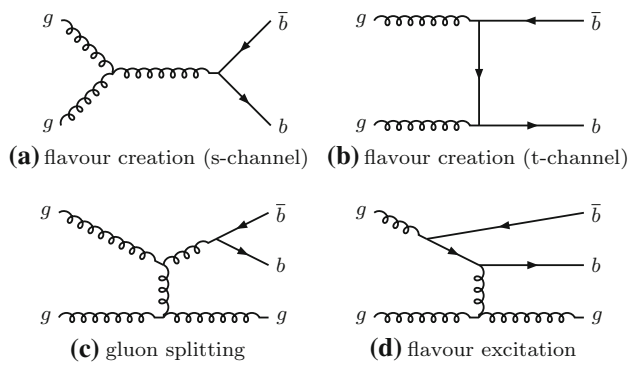 g
b̅
g
b
g
b̅
g
b
(a) flavour creation (s-channel)
(b) flavour creation (t-channel)
g
b̅
b
g
g
g
b̅
b
g
g
(c) gluon splitting
(d) flavour excitation